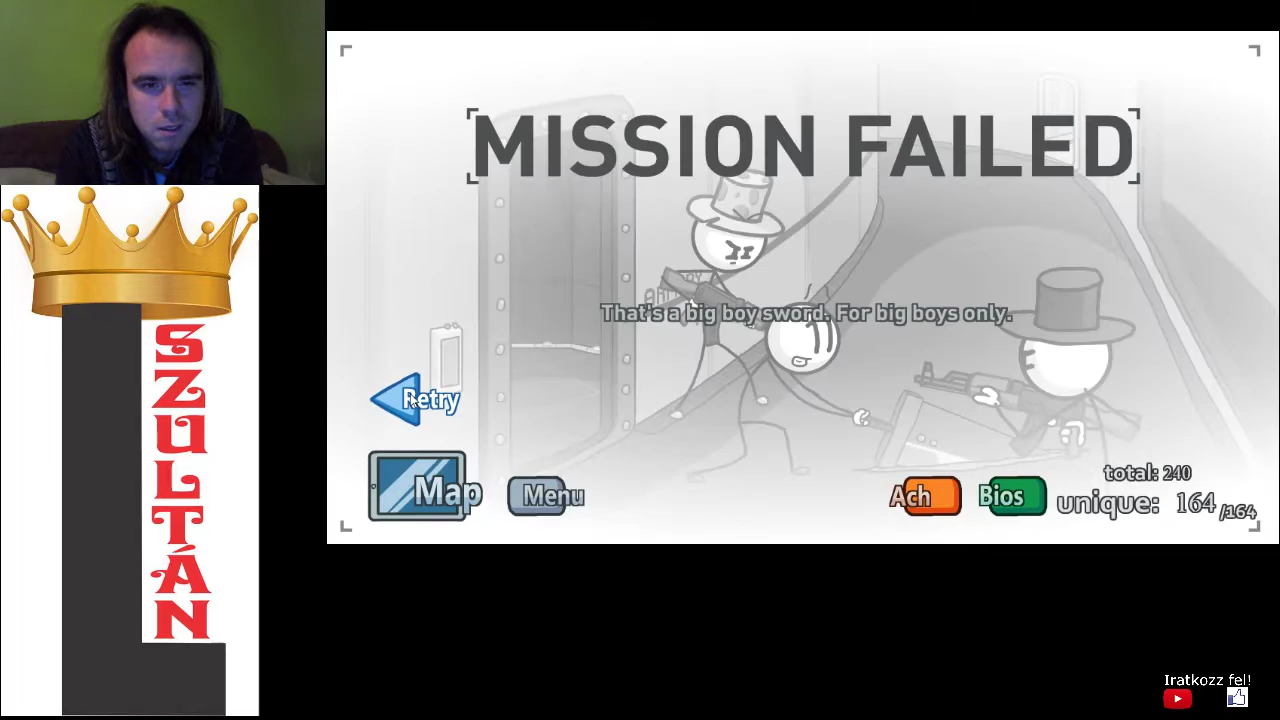 MISSION FAILED
That's a big boy sword. For big boys only.
Retry
Map
Menu
Ach
Bios
total: 240
unique: 164 /164
SZULTÁN
Iratkozz fel!